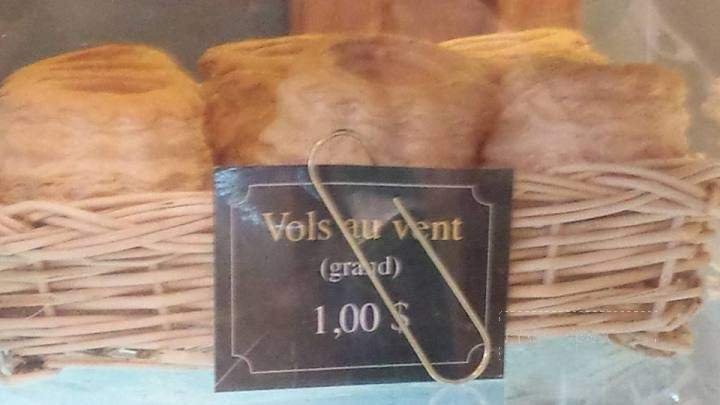 Vols au vent
(grand)
1,00 $